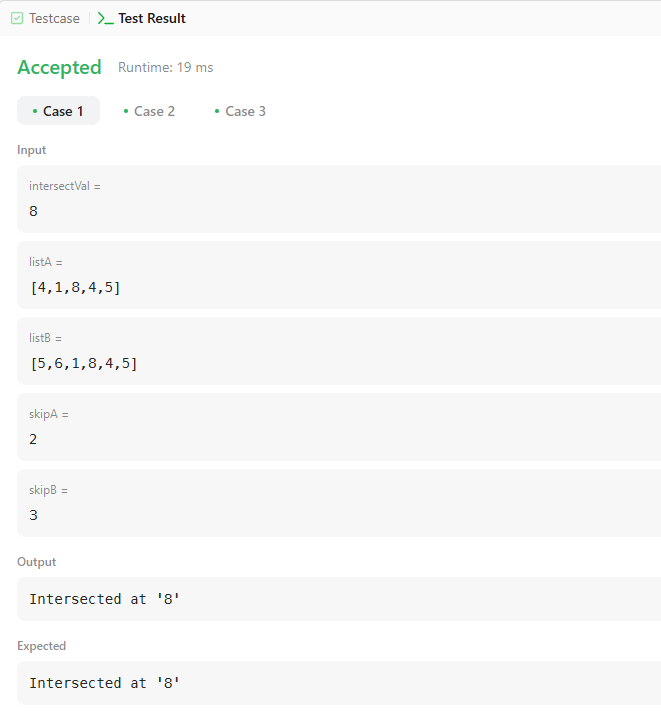 Testcase
Test Result
Accepted Runtime: 19 ms
Case 1 Case 2 Case 3
Input
intersectVal =
8
listA =
[4,1,8,4,5]
listB =
[5,6,1,8,4,5]
skipA =
2
skipB =
3
Output
Intersected at '8'
Expected
Intersected at '8'